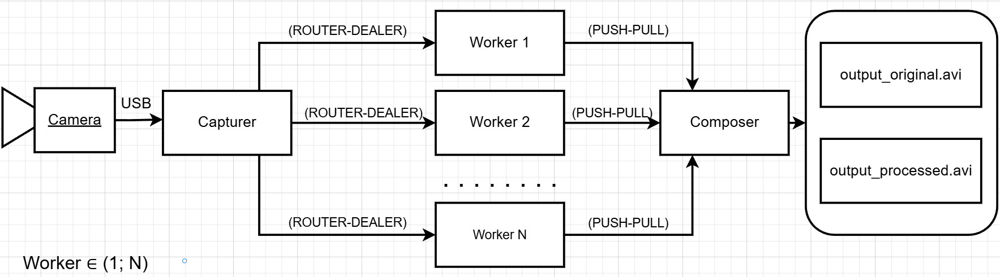 (ROUTER-DEALER)
Worker 1
(PUSH-PULL)
output_original.avi
Camera
USB
Capturer
(ROUTER-DEALER)
Worker 2
(PUSH-PULL)
Composer
output_processed.avi
. . . . . . . .
(ROUTER-DEALER)
Worker N
(PUSH-PULL)
Worker ∈ (1; N)